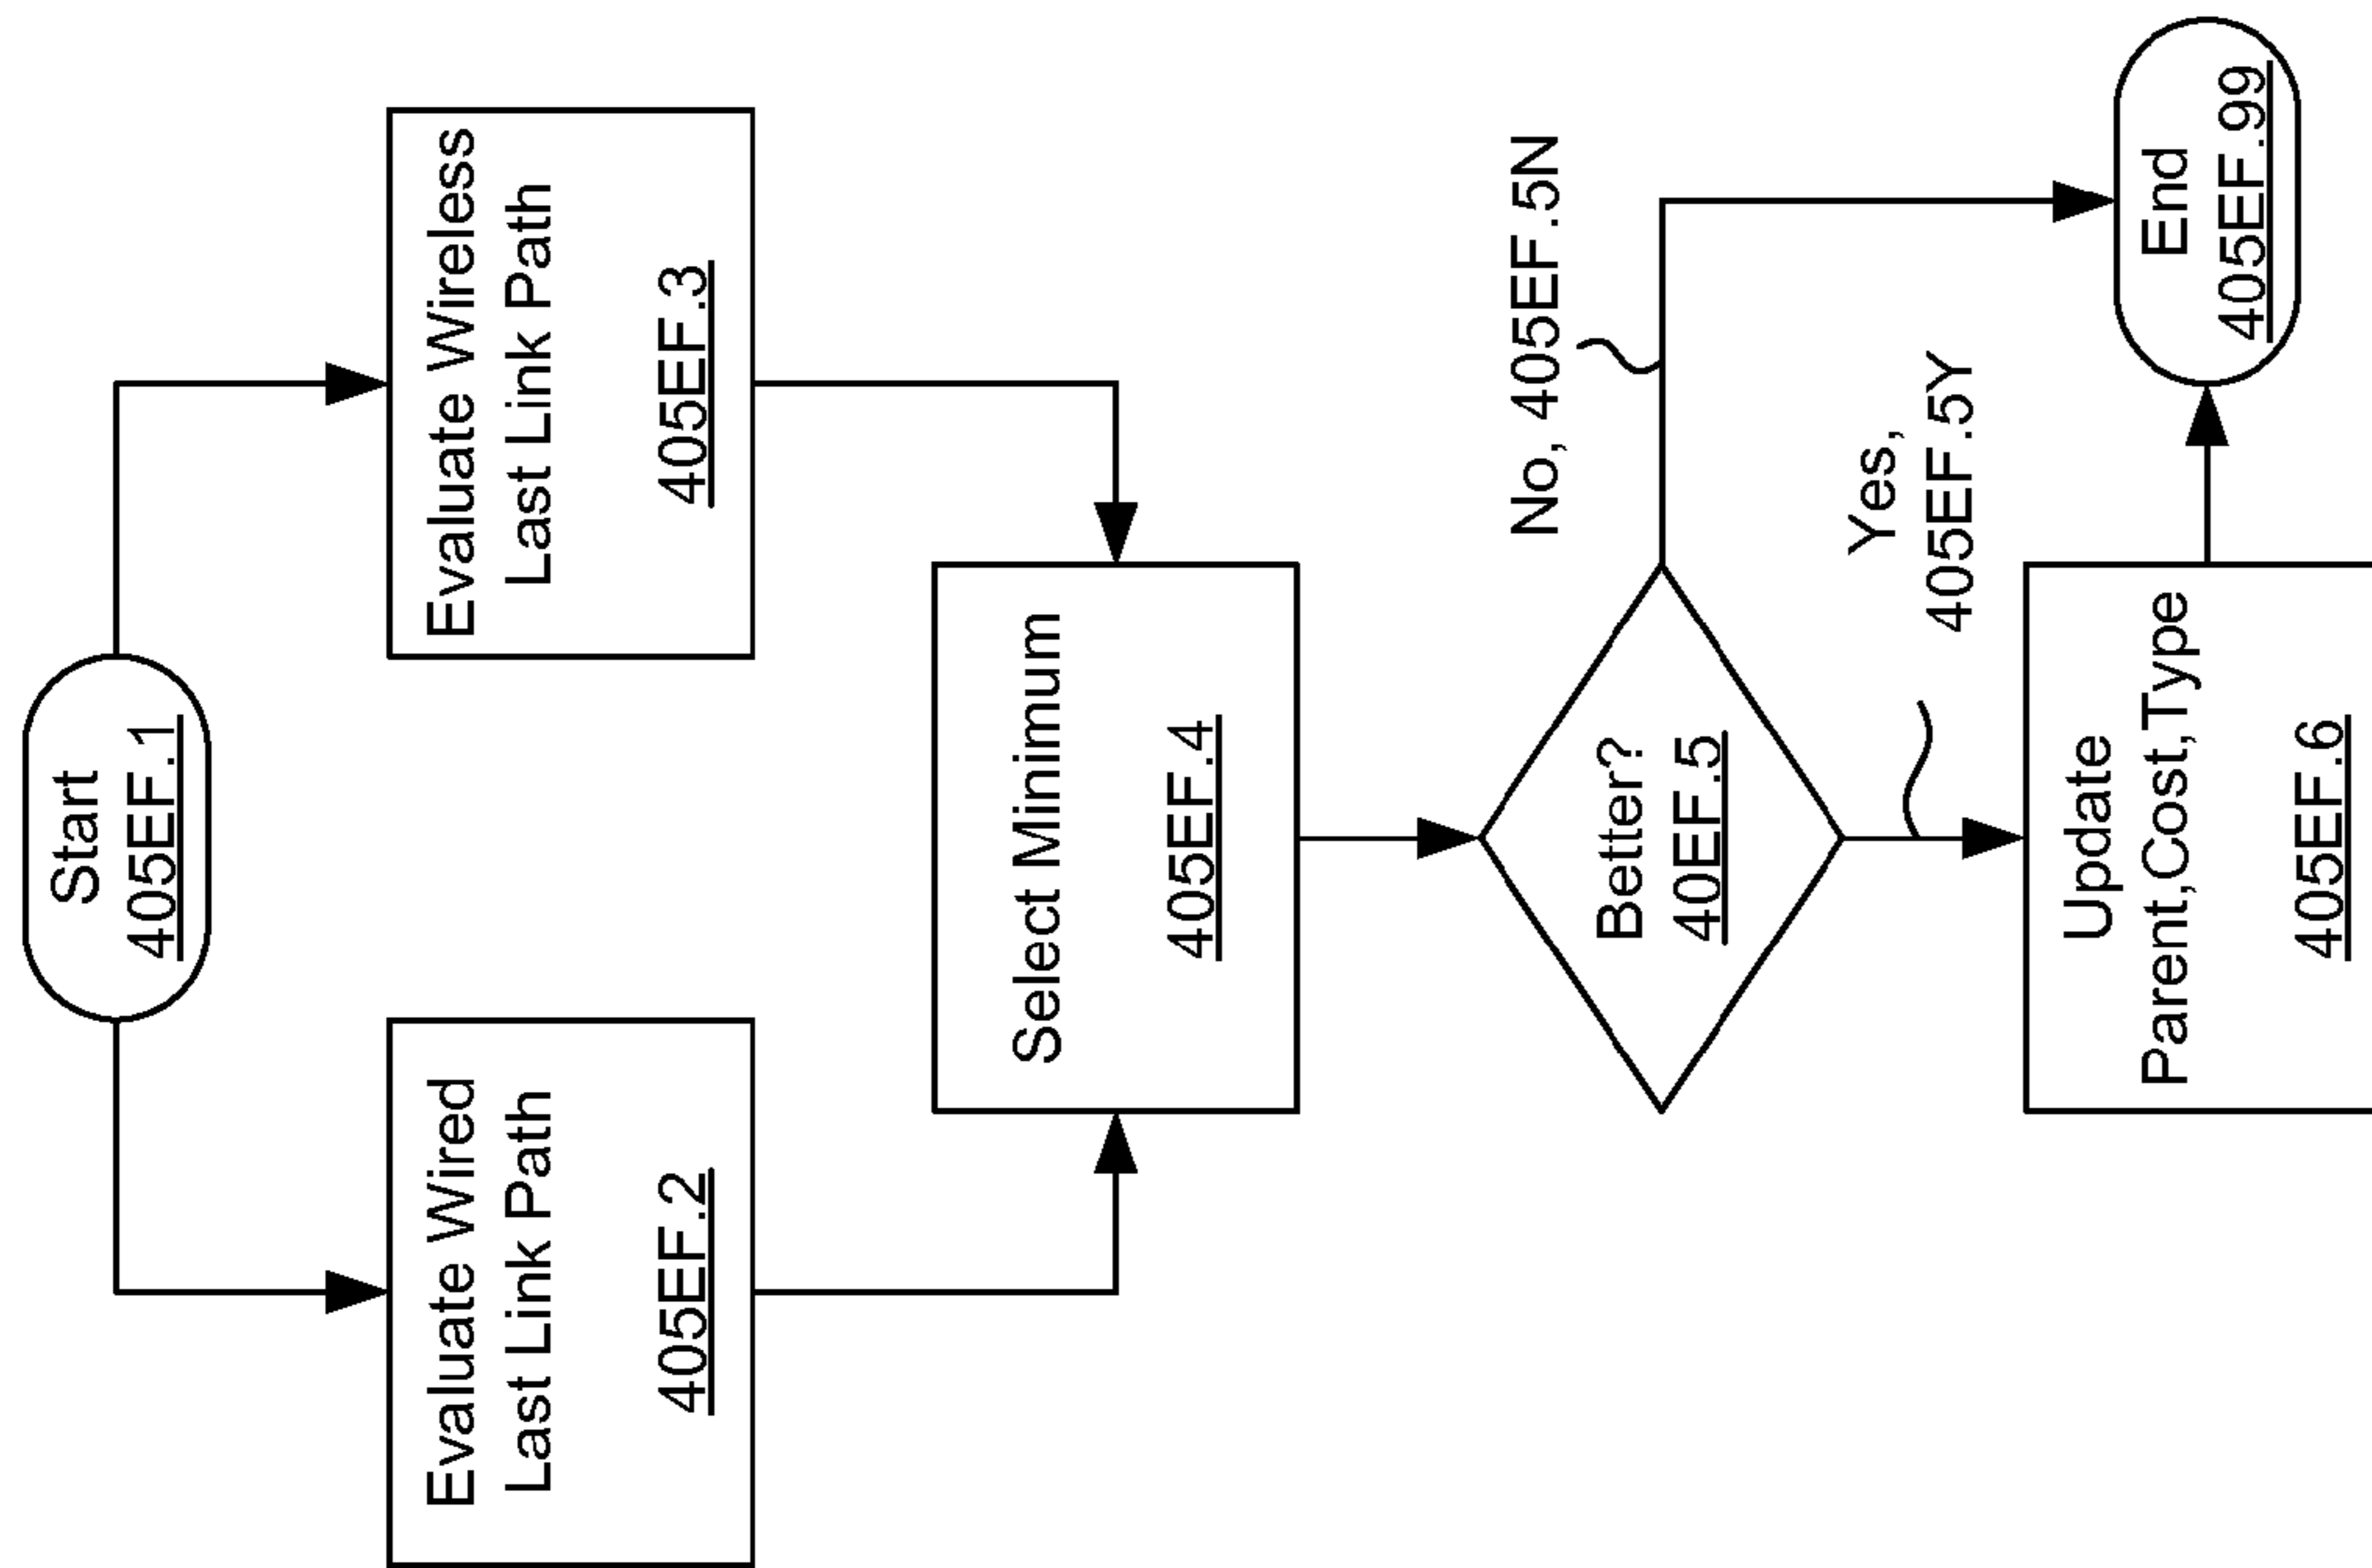 Start
405EF.1
Evaluate Wired
Last Link Path
405EF.2
Evaluate Wireless
Last Link Path
405EF.3
Select Minimum
405EF.4
Better?
40EF.5
No, 405EF.5N
Yes,
405EF.5Y
Update
Parent,Cost,Type
405EF.6
End
405EF.99